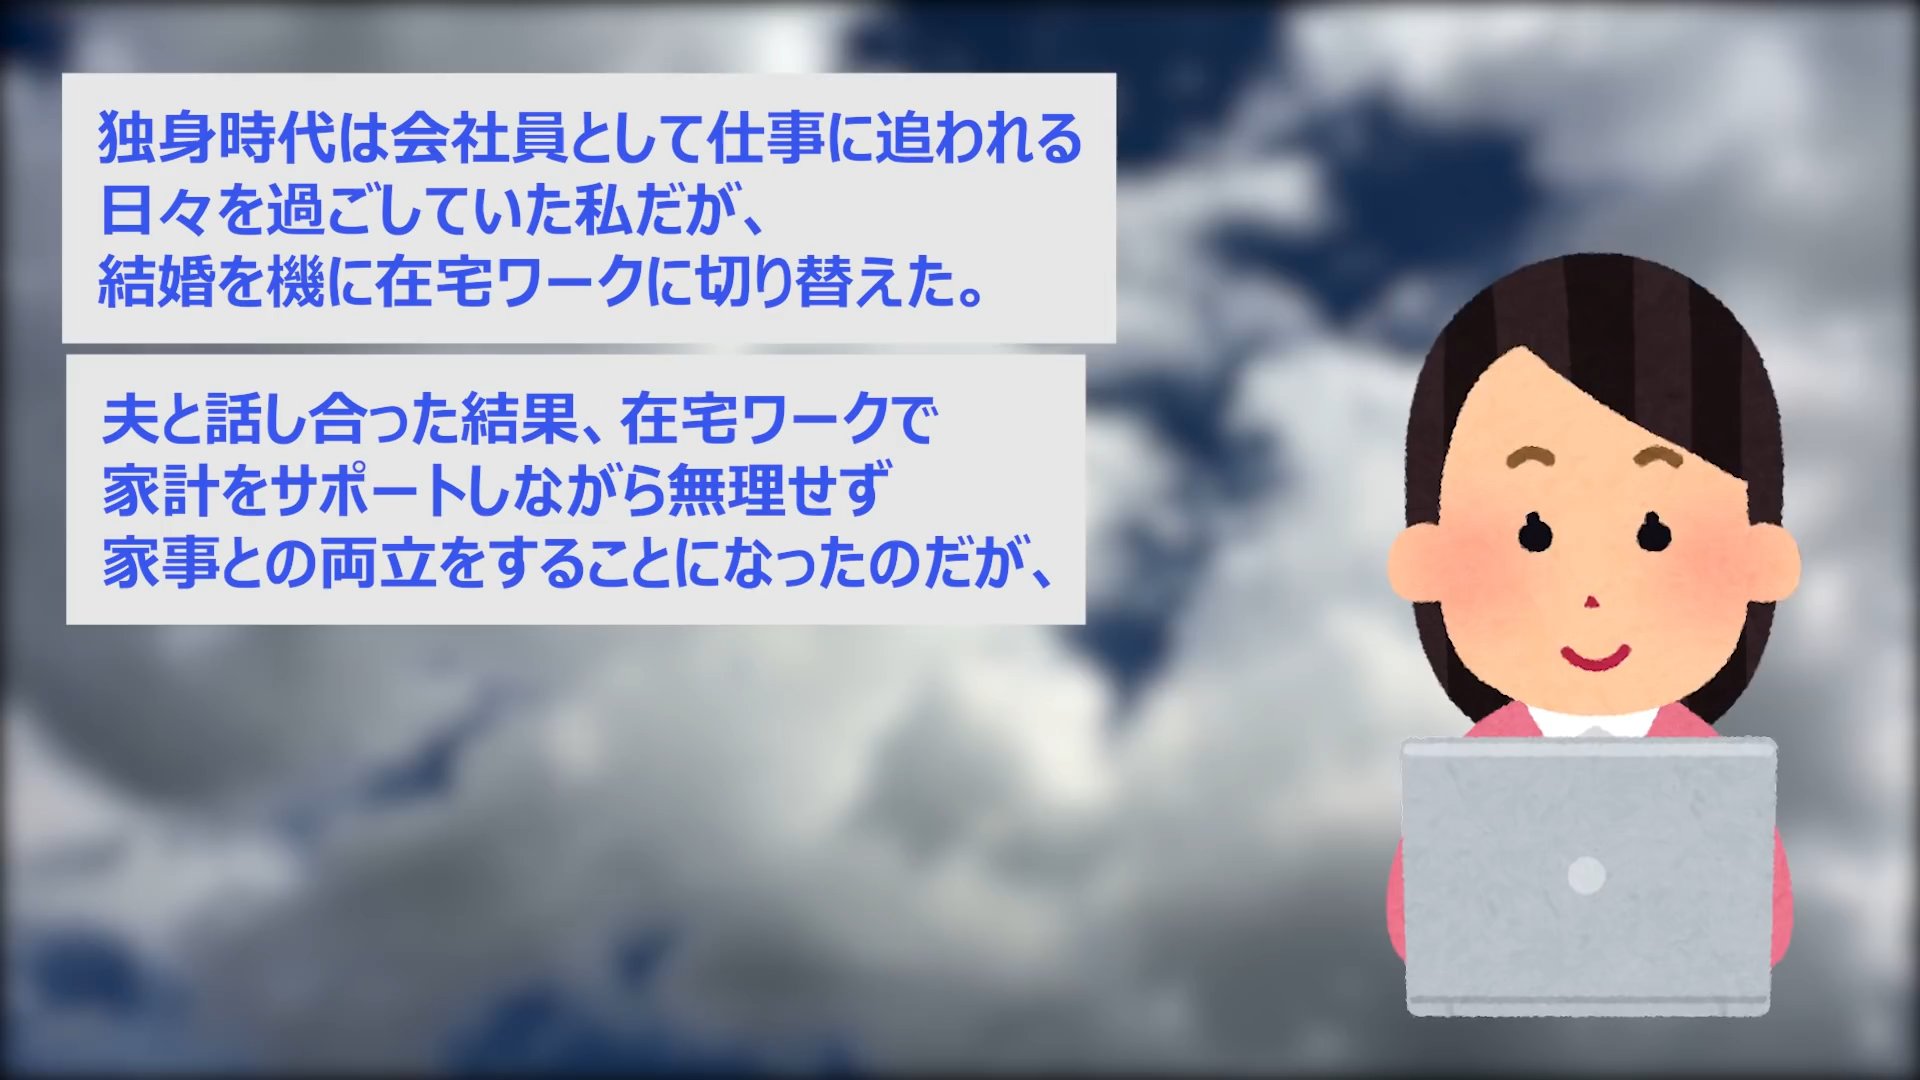 独身時代は会社員として仕事に追われる
日々を過ごしていた私だが、
結婚を機に在宅ワークに切り替えた。
夫と話し合った結果、在宅ワークで
家計をサポートしながら無理せず
家事との両立をすることになったのだが、